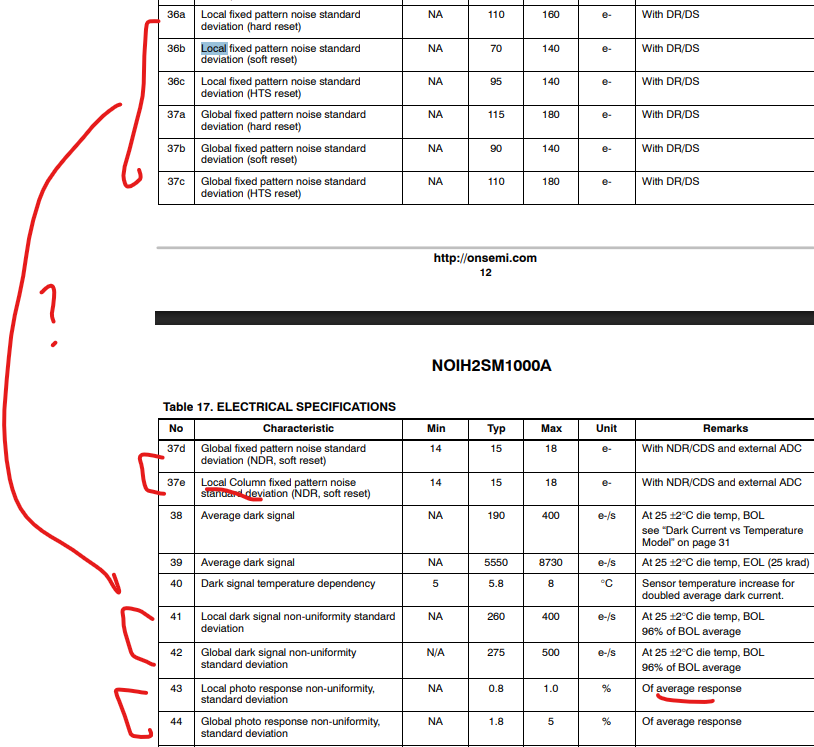 36a Local fixed pattern noise standard NA 110 160 e- With DR/DS
deviation (hard reset)
36b Local fixed pattern noise standard NA 70 140 e- With DR/DS
deviation (soft reset)
36c Local fixed pattern noise standard NA 95 140 e- With DR/DS
deviation (HTS reset)
37a Global fixed pattern noise standard NA 115 180 e- With DR/DS
deviation (hard reset)
37b Global fixed pattern noise standard NA 90 140 e- With DR/DS
deviation (soft reset)
37c Global fixed pattern noise standard NA 110 180 e- With DR/DS
deviation (HTS reset)
http://onsemi.com
12
?
NOIH2SM1000A
Table 17. ELECTRICAL SPECIFICATIONS
No Characteristic Min Typ Max Unit Remarks
37d Global fixed pattern noise standard 14 15 18 e- With NDR/CDS and external ADC
deviation (NDR, soft reset)
37e Local Column fixed pattern noise 14 15 18 e- With NDR/CDS and external ADC
standard deviation (NDR, soft reset)
38 Average dark signal NA 190 400 e-/s At 25 ±2°C die temp, BOL
see “Dark Current vs Temperature
Model” on page 31
39 Average dark signal NA 5550 8730 e-/s At 25 ±2°C die temp, EOL (25 krad)
40 Dark signal temperature dependency 5 5.8 8 °C Sensor temperature increase for
doubled average dark current.
41 Local dark signal non-uniformity standard NA 260 400 e-/s At 25 ±2°C die temp, BOL
deviation 96% of BOL average
42 Global dark signal non-uniformity N/A 275 500 e-/s At 25 ±2°C die temp, BOL
standard deviation 96% of BOL average
43 Local photo response non-uniformity, NA 0.8 1.0 % Of average response
standard deviation
44 Global photo response non-uniformity, NA 1.8 5 % Of average response
standard deviation